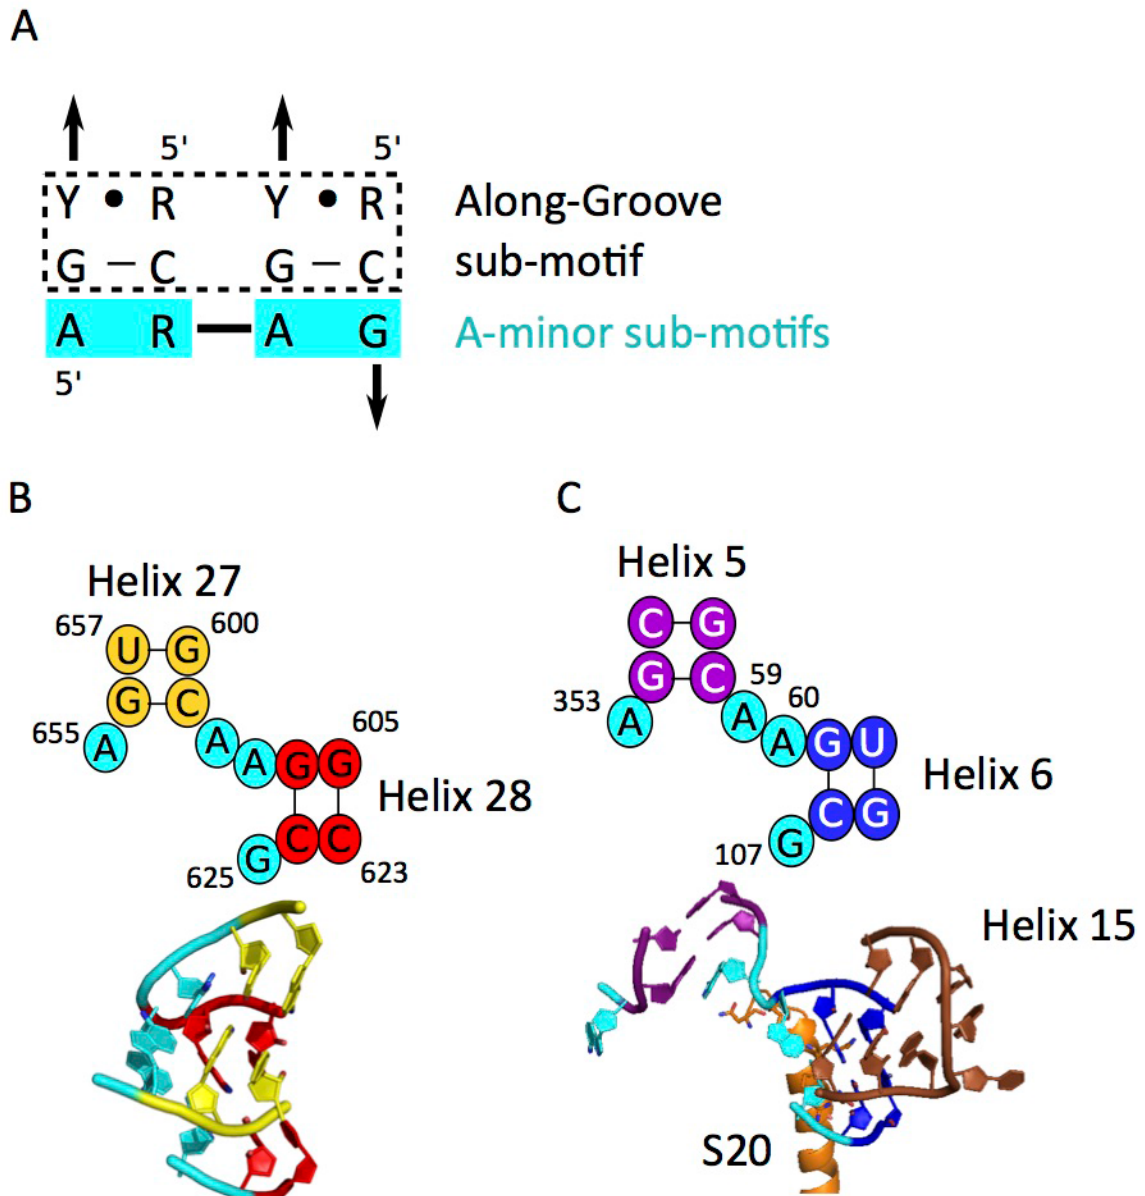 A
5' 5'
Y • R Y • R
G – C G – C
Along-Groove
sub-motif
A R — A G
A-minor sub-motifs
5'
B
C
Helix 27
657 U G 600
G C
655 A A A G G 605
Helix 28
G C C
625 623
Helix 5
C G
G C
353 A A 59 A 60 G U
Helix 6
G C G
107
Helix 15
S20